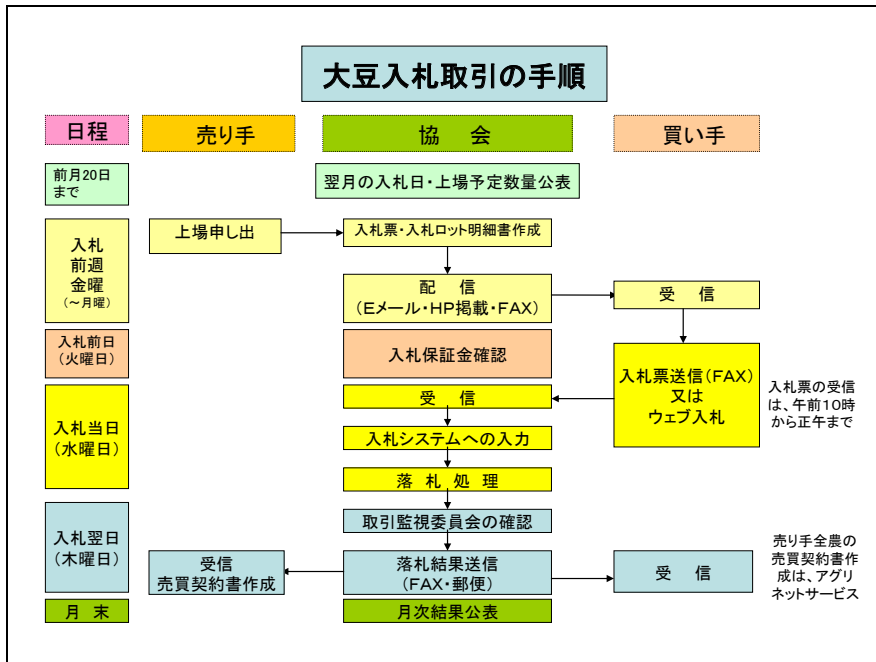 大豆入札取引の手順
日程
売り手
協　会
買い手
前月20日
まで
翌月の入札日・上場予定数量公表
入札
前週
金曜
(～月曜)
上場申し出
入札票・入札ロット明細書作成
配　信
(Eメール・HP掲載・FAX)
受　信
入札前日
(火曜日)
入札保証金確認
入札票送信(FAX)
又は
ウェブ入札
入札票の受信
は、午前10時
から正午まで
入札当日
(水曜日)
受　信
入札システムへの入力
落 札 処 理
入札翌日
(木曜日)
取引監視委員会の確認
受信
売買契約書作成
落札結果送信
(FAX・郵便)
受　信
売り手全農の
売買契約書作
成は、アグリ
ネットサービス
月　末
月次結果公表